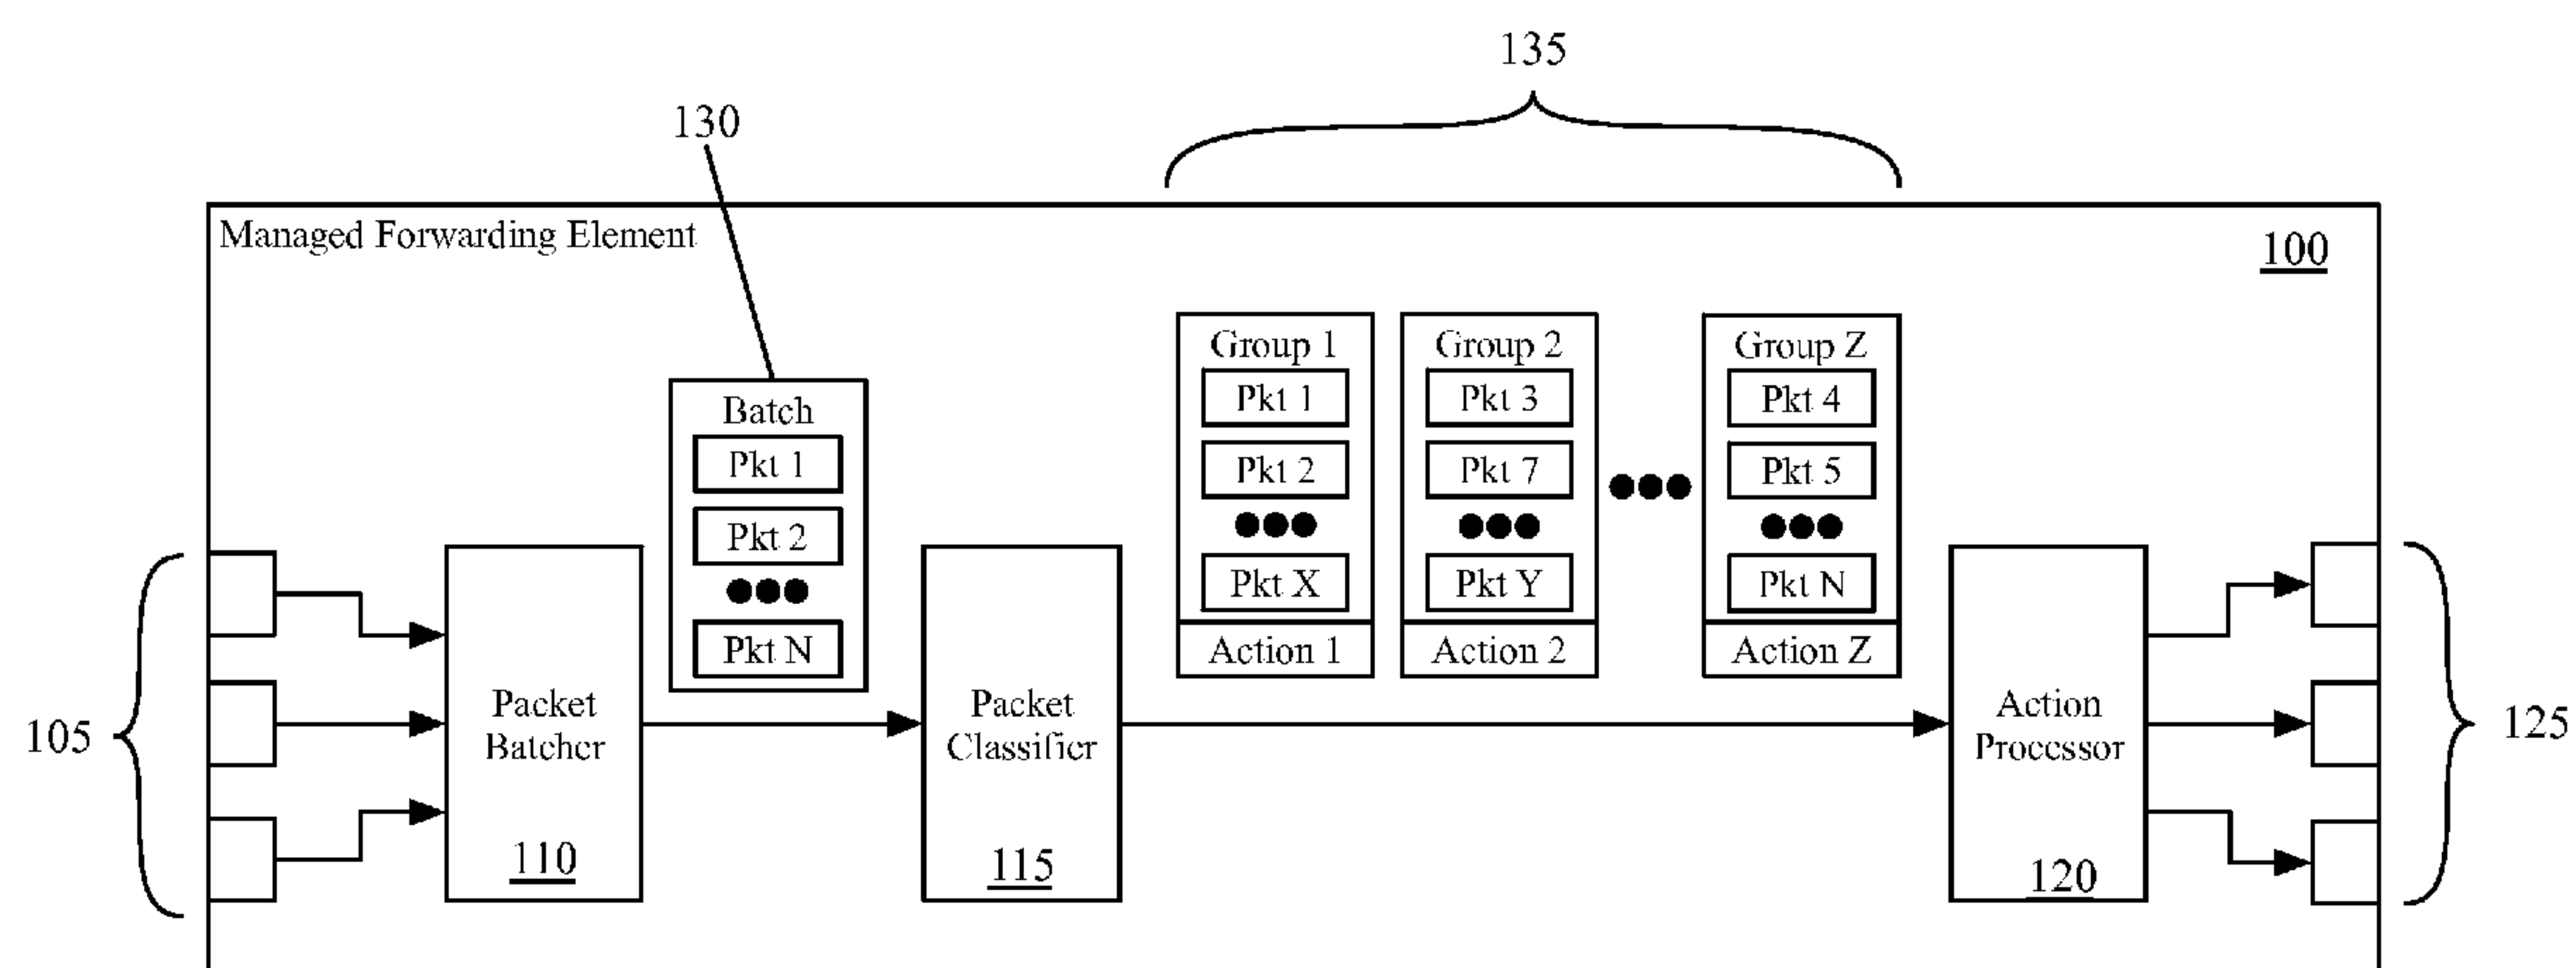 135
130
Managed Forwarding Element
100
Batch
Pkt 1
Pkt 2
Pkt N
Group 1
Pkt 1
Pkt 2
Pkt X
Action 1
Group 2
Pkt 3
Pkt 7
Pkt Y
Action 2
Group Z
Pkt 4
Pkt 5
Pkt N
Action Z
105
Packet
Batcher
110
Packet
Classifier
115
Action
Processor
120
125